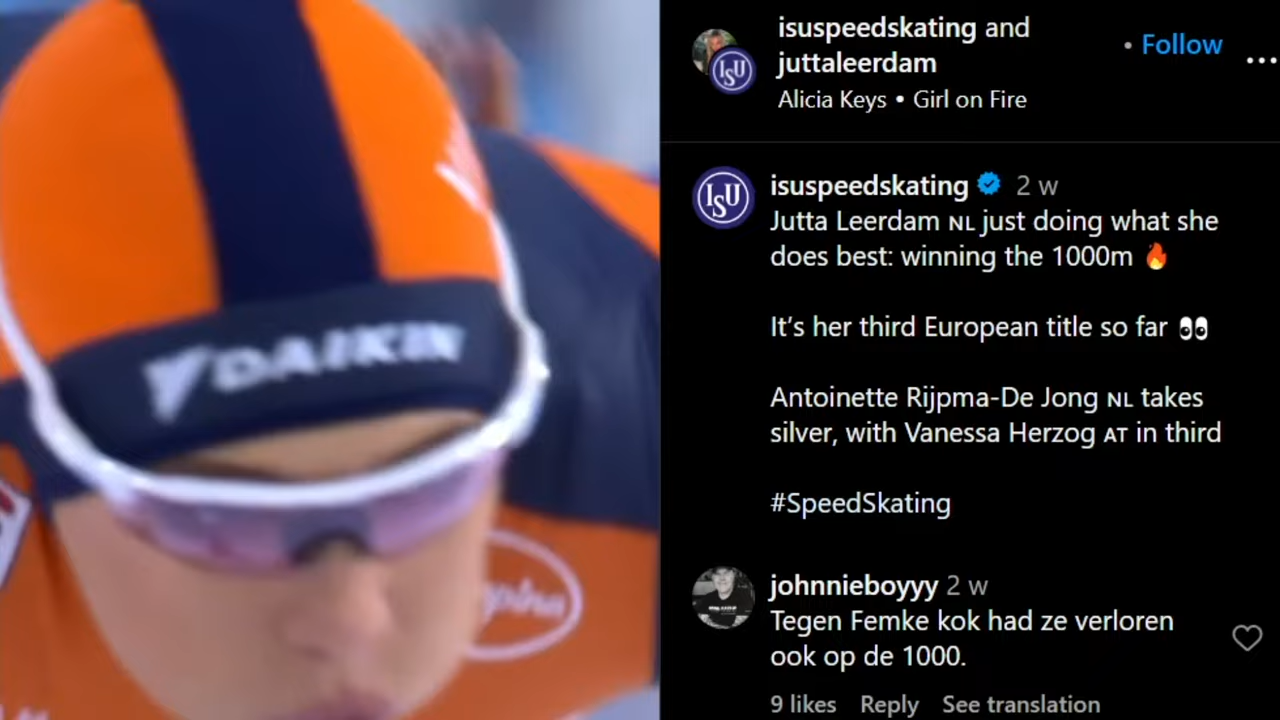 DAIKIN
isuspeedskating and
juttaleerdam
• Follow
Alicia Keys • Girl on Fire
ISU
ISU
isuspeedskating 2 w
Jutta Leerdam NL just doing what she
does best: winning the 1000m 🔥
It’s her third European title so far 👀
Antoinette Rijpma-De Jong NL takes
silver, with Vanessa Herzog AT in third
#SpeedSkating
johnnieboyyy 2 w
Tegen Femke kok had ze verloren
ook op de 1000.
9 likes Reply See translation